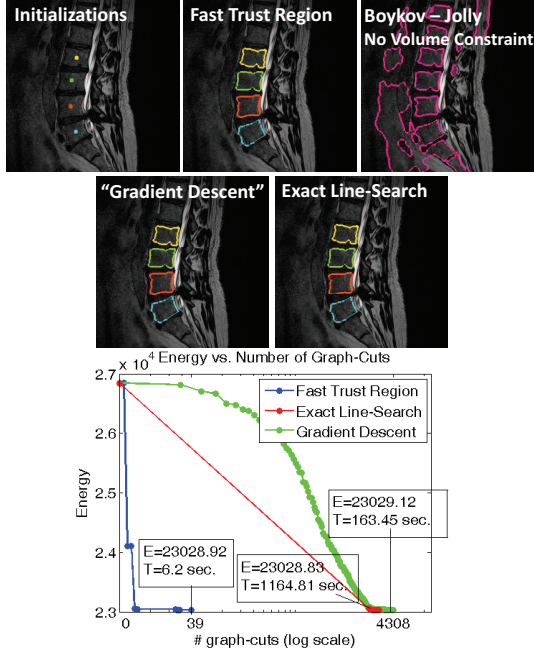 Initializations
Fast Trust Region
Boykov – Jolly
No Volume Constraint
“Gradient Descent”
Exact Line-Search
Energy vs. Number of Graph-Cuts
x 10^4
2.7
2.6
2.5
2.4
2.3
Energy
Fast Trust Region
Exact Line-Search
Gradient Descent
E=23029.12
T=163.45 sec.
E=23028.92
T=6.2 sec.
E=23028.83
T=1164.81 sec.
0
39
4308
# graph-cuts (log scale)